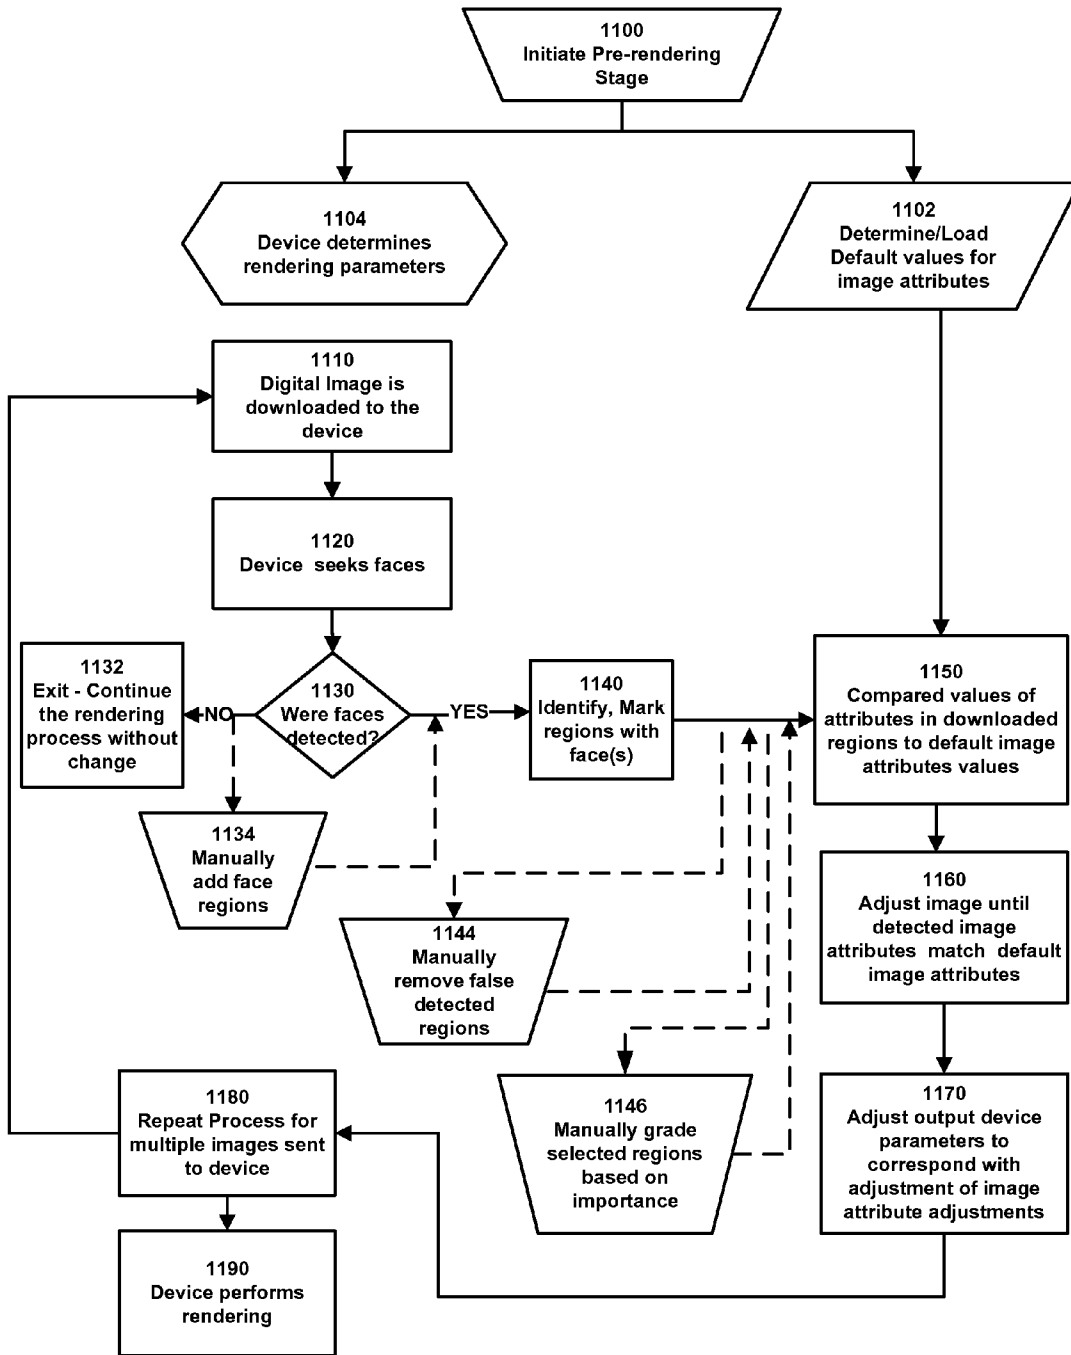 1100
Initiate Pre-rendering
Stage
1104
Device determines
rendering parameters
1102
Determine/Load
Default values for
image attributes
1110
Digital Image is
downloaded to the
device
1120
Device seeks faces
1132
Exit - Continue
the rendering
process without
change
NO
1130
Were faces
detected?
YES
1140
Identify, Mark
regions with
face(s)
1150
Compared values of
attributes in downloaded
regions to default image
attributes values
1134
Manually
add face
regions
1160
Adjust image until
detected image
attributes match default
image attributes
1144
Manually
remove false
detected
regions
1146
Manually grade
selected regions
based on
importance
1170
Adjust output device
parameters to
correspond with
adjustment of image
attribute adjustments
1180
Repeat Process for
multiple images sent
to device
1190
Device performs
rendering